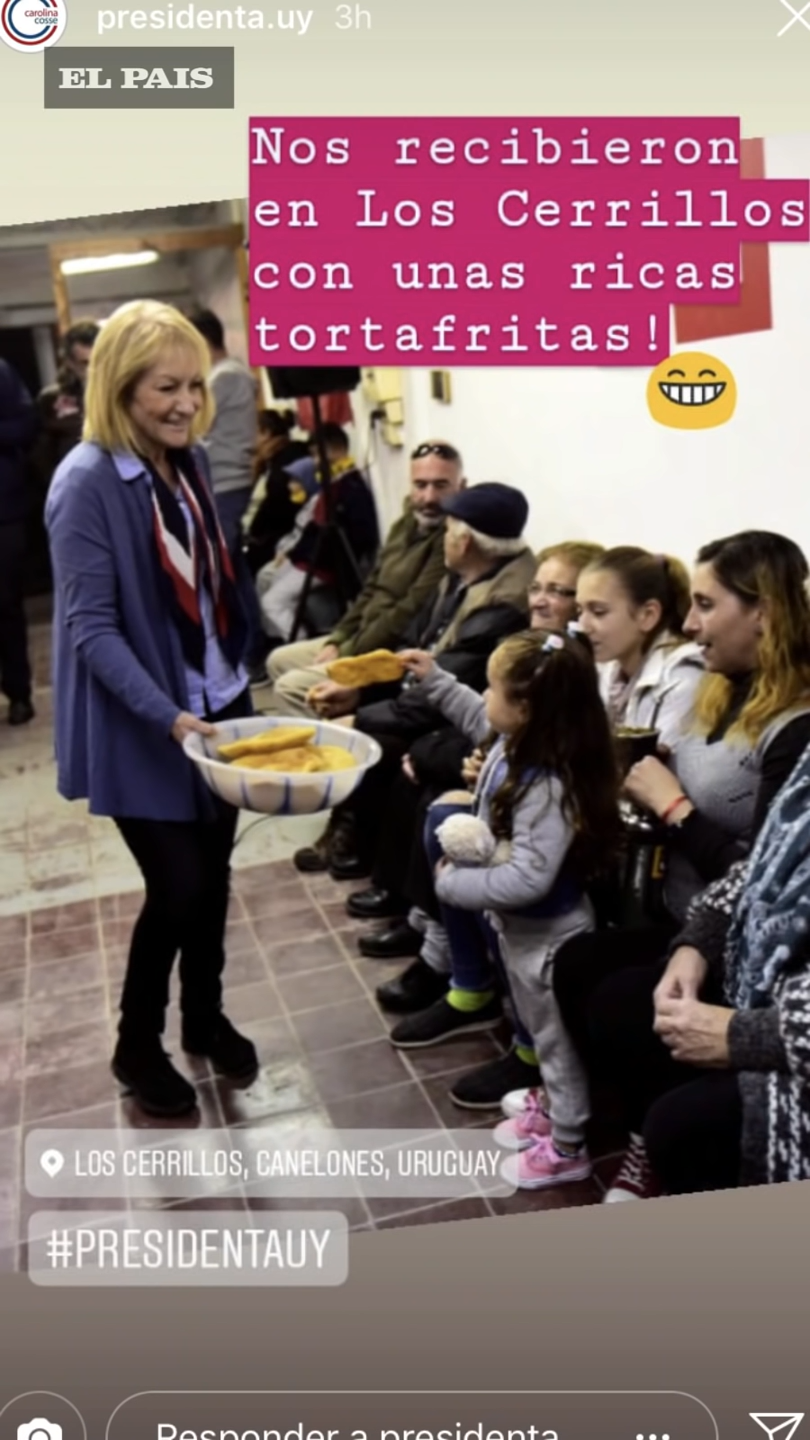 carolina
cosse
presidenta.uy 3h
EL PAIS
Nos recibieron
en Los Cerrillos
con unas ricas
tortafritas!
LOS CERRILLOS, CANELONES, URUGUAY
#PRESIDENTAUY
Responder a presidenta...